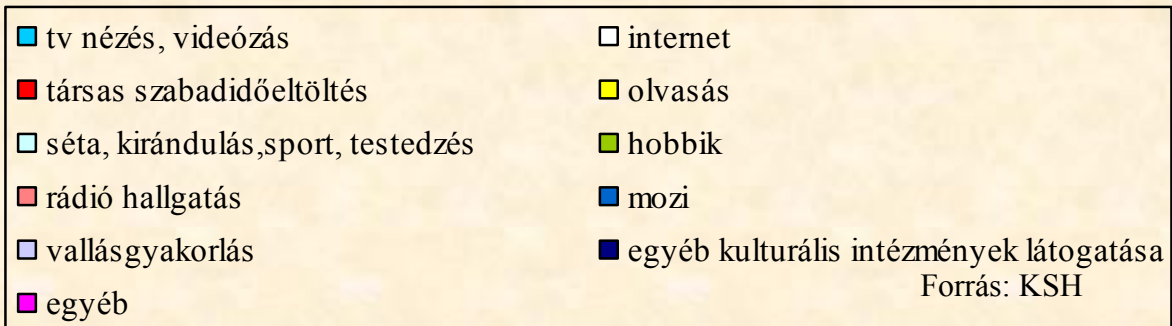 tv nézés, videózás
internet
társas szabadidőeltöltés
olvasás
séta, kirándulás,sport, testedzés
hobbik
rádió hallgatás
mozi
vallásgyakorlás
egyéb kulturális intézmények látogatása
egyéb
Forrás: KSH